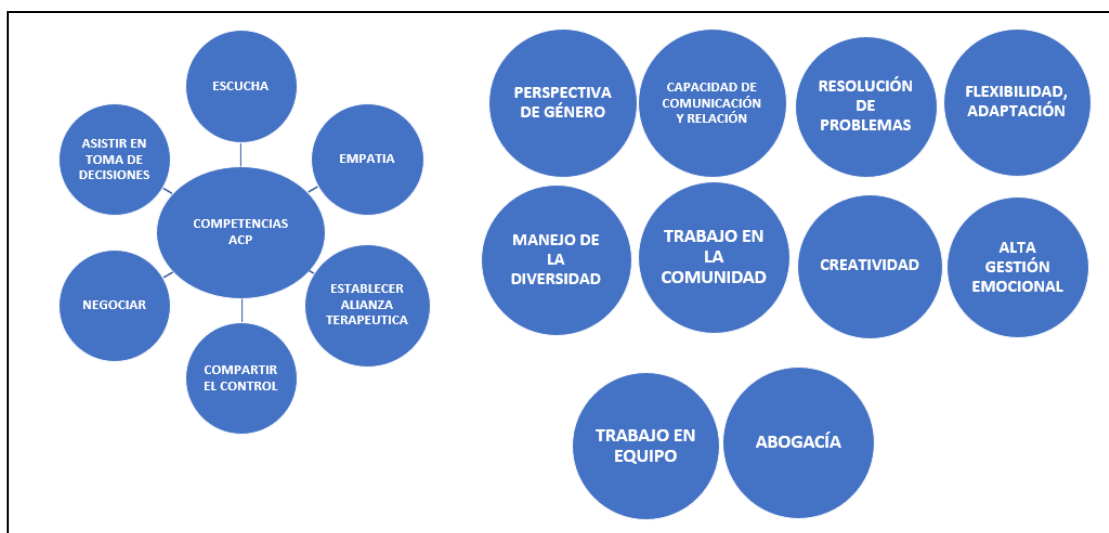 ESCUCHA
EMPATIA
ESTABLECER
ALIANZA
TERAPEUTICA
COMPARTIR
EL CONTROL
NEGOCIAR
ASISTIR EN
TOMA DE
DECISIONES
COMPETENCIAS
ACP
PERSPECTIVA
DE GÉNERO
CAPACIDAD DE
COMUNICACIÓN
Y RELACIÓN
RESOLUCIÓN
DE
PROBLEMAS
FLEXIBILIDAD,
ADAPTACIÓN
MANEJO DE
LA
DIVERSIDAD
TRABAJO EN
LA
COMUNIDAD
CREATIVIDAD
ALTA
GESTIÓN
EMOCIONAL
TRABAJO EN
EQUIPO
ABOGACÍA